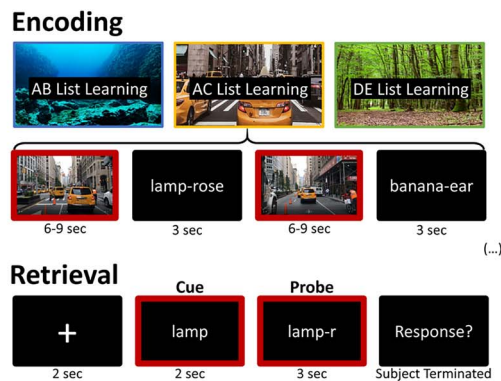 Encoding
AB List Learning
AC List Learning
DE List Learning
lamp-rose
banana-ear
6-9 sec
3 sec
6-9 sec
3 sec
(...)
Retrieval
Cue
Probe
+
lamp
lamp-r
Response?
2 sec
2 sec
3 sec
Subject Terminated